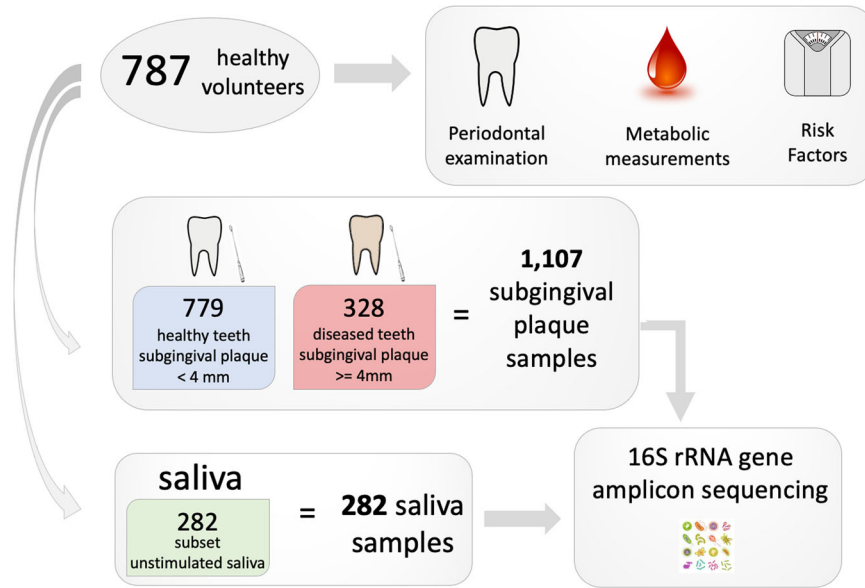 787 healthy
volunteers
Periodontal
examination
Metabolic
measurements
Risk
Factors
779
healthy teeth
subgingival plaque
< 4 mm
328
diseased teeth
subgingival plaque
>= 4mm
=
1,107
subgingival
plaque
samples
saliva
282
subset
unstimulated saliva
=
282 saliva
samples
16S rRNA gene
amplicon sequencing